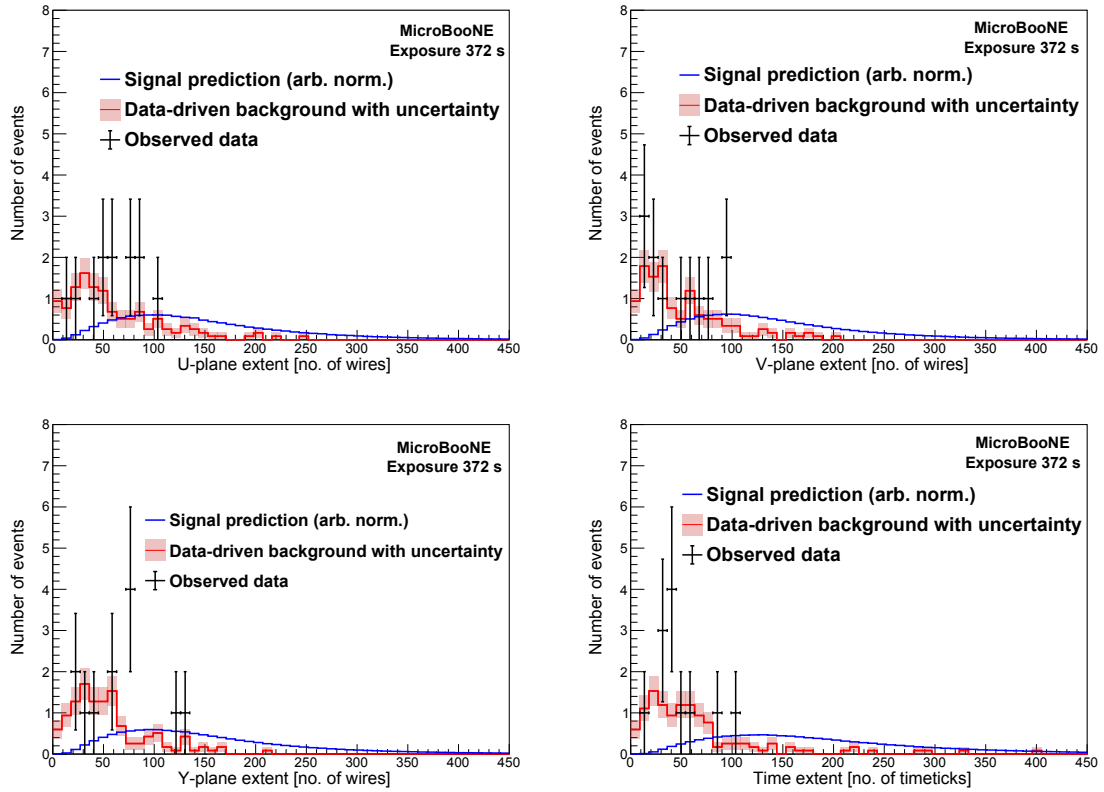 MicroBooNE
Exposure 372 s
Signal prediction (arb. norm.)
Data-driven background with uncertainty
Observed data
Number of events
0 1 2 3 4 5 6 7 8
0 50 100 150 200 250 300 350 400 450
U-plane extent [no. of wires]
MicroBooNE
Exposure 372 s
Signal prediction (arb. norm.)
Data-driven background with uncertainty
Observed data
Number of events
0 1 2 3 4 5 6 7 8
0 50 100 150 200 250 300 350 400 450
V-plane extent [no. of wires]
MicroBooNE
Exposure 372 s
Signal prediction (arb. norm.)
Data-driven background with uncertainty
Observed data
Number of events
0 1 2 3 4 5 6 7 8
0 50 100 150 200 250 300 350 400 450
Y-plane extent [no. of wires]
MicroBooNE
Exposure 372 s
Signal prediction (arb. norm.)
Data-driven background with uncertainty
Observed data
Number of events
0 1 2 3 4 5 6 7 8
0 50 100 150 200 250 300 350 400 450
Time extent [no. of timeticks]